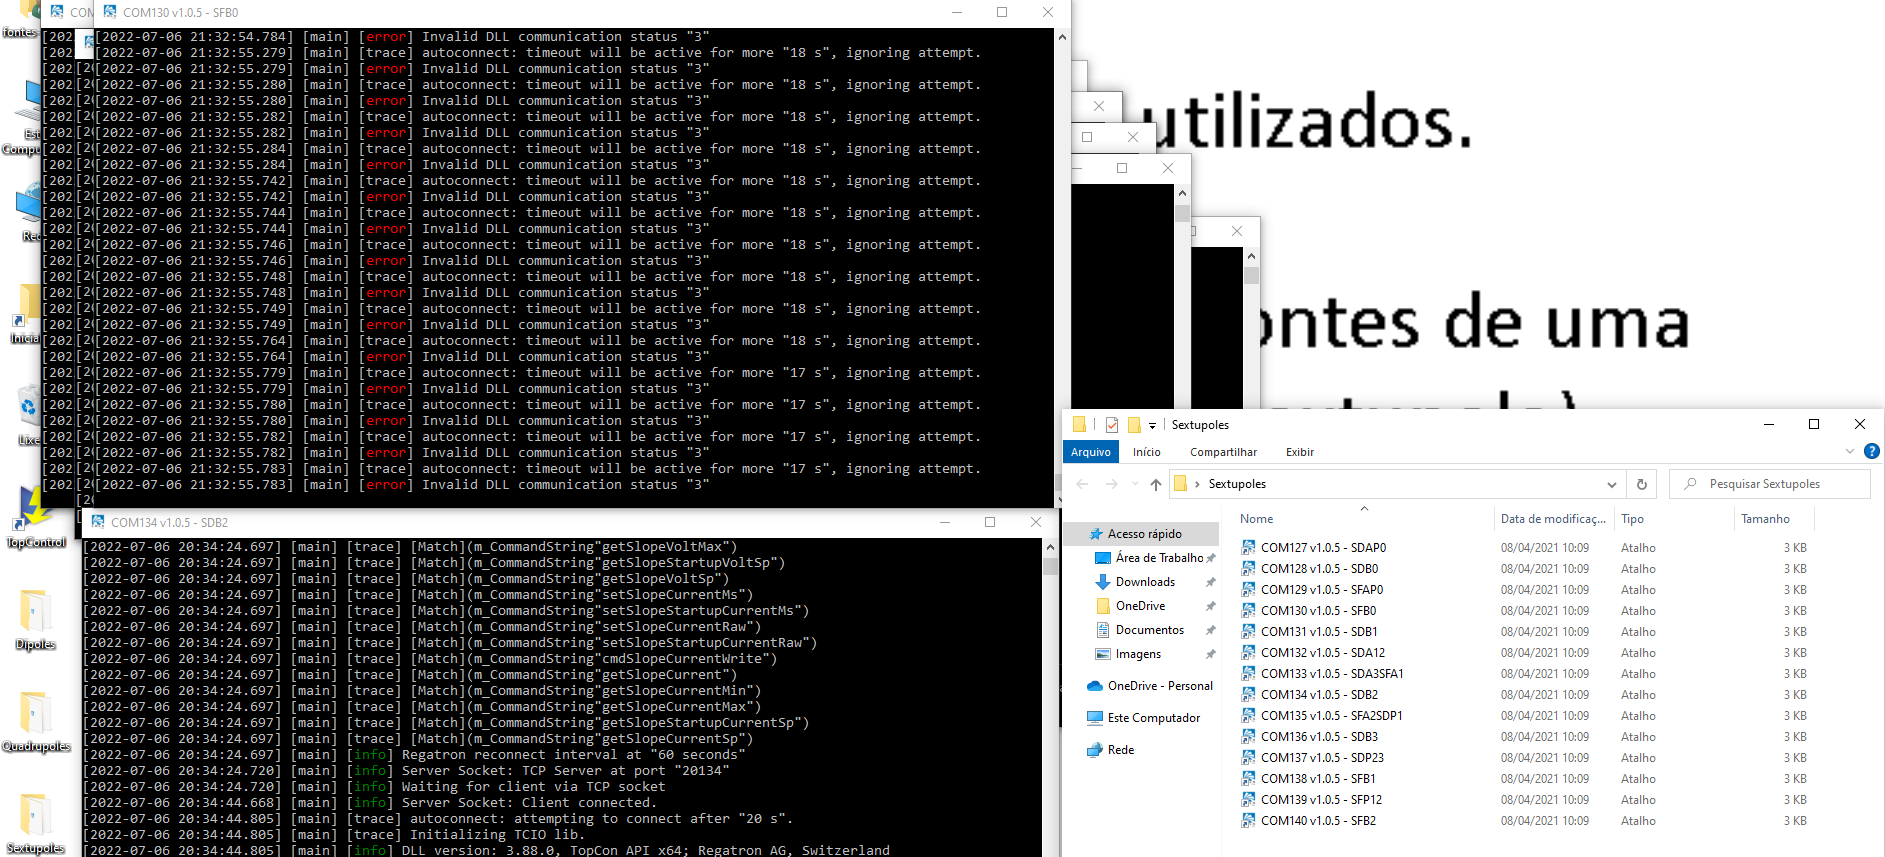 fontes
COM
COM130 v1.0.5 - SFB0
[2022-07-06 21:32:54.784] [main] [error] Invalid DLL communication status "3"
[2022-07-06 21:32:55.279] [main] [trace] autoconnect: timeout will be active for more "18 s", ignoring attempt.
[2022-07-06 21:32:55.279] [main] [error] Invalid DLL communication status "3"
[2022-07-06 21:32:55.280] [main] [trace] autoconnect: timeout will be active for more "18 s", ignoring attempt.
[2022-07-06 21:32:55.280] [main] [error] Invalid DLL communication status "3"
[2022-07-06 21:32:55.282] [main] [trace] autoconnect: timeout will be active for more "18 s", ignoring attempt.
[2022-07-06 21:32:55.282] [main] [error] Invalid DLL communication status "3"
[2022-07-06 21:32:55.284] [main] [trace] autoconnect: timeout will be active for more "18 s", ignoring attempt.
[2022-07-06 21:32:55.284] [main] [error] Invalid DLL communication status "3"
[2022-07-06 21:32:55.742] [main] [trace] autoconnect: timeout will be active for more "18 s", ignoring attempt.
[2022-07-06 21:32:55.742] [main] [error] Invalid DLL communication status "3"
[2022-07-06 21:32:55.744] [main] [trace] autoconnect: timeout will be active for more "18 s", ignoring attempt.
[2022-07-06 21:32:55.744] [main] [error] Invalid DLL communication status "3"
[2022-07-06 21:32:55.746] [main] [trace] autoconnect: timeout will be active for more "18 s", ignoring attempt.
[2022-07-06 21:32:55.746] [main] [error] Invalid DLL communication status "3"
[2022-07-06 21:32:55.748] [main] [trace] autoconnect: timeout will be active for more "18 s", ignoring attempt.
[2022-07-06 21:32:55.748] [main] [error] Invalid DLL communication status "3"
[2022-07-06 21:32:55.749] [main] [trace] autoconnect: timeout will be active for more "18 s", ignoring attempt.
[2022-07-06 21:32:55.749] [main] [error] Invalid DLL communication status "3"
[2022-07-06 21:32:55.764] [main] [trace] autoconnect: timeout will be active for more "18 s", ignoring attempt.
[2022-07-06 21:32:55.764] [main] [error] Invalid DLL communication status "3"
[2022-07-06 21:32:55.779] [main] [trace] autoconnect: timeout will be active for more "17 s", ignoring attempt.
[2022-07-06 21:32:55.779] [main] [error] Invalid DLL communication status "3"
[2022-07-06 21:32:55.780] [main] [trace] autoconnect: timeout will be active for more "17 s", ignoring attempt.
[2022-07-06 21:32:55.780] [main] [error] Invalid DLL communication status "3"
[2022-07-06 21:32:55.782] [main] [trace] autoconnect: timeout will be active for more "17 s", ignoring attempt.
[2022-07-06 21:32:55.782] [main] [error] Invalid DLL communication status "3"
[2022-07-06 21:32:55.783] [main] [trace] autoconnect: timeout will be active for more "17 s", ignoring attempt.
[2022-07-06 21:32:55.783] [main] [error] Invalid DLL communication status "3"
COM134 v1.0.5 - SDB2
[2022-07-06 20:34:24.697] [main] [trace] [Match](m_CommandString"getSlopeVoltMax")
[2022-07-06 20:34:24.697] [main] [trace] [Match](m_CommandString"getSlopeStartupVoltSp")
[2022-07-06 20:34:24.697] [main] [trace] [Match](m_CommandString"getSlopeVoltSp")
[2022-07-06 20:34:24.697] [main] [trace] [Match](m_CommandString"setSlopeCurrentMs")
[2022-07-06 20:34:24.697] [main] [trace] [Match](m_CommandString"setSlopeStartupCurrentMs")
[2022-07-06 20:34:24.697] [main] [trace] [Match](m_CommandString"setSlopeCurrentRaw")
[2022-07-06 20:34:24.697] [main] [trace] [Match](m_CommandString"setSlopeStartupCurrentRaw")
[2022-07-06 20:34:24.697] [main] [trace] [Match](m_CommandString"cmdSlopeCurrentWrite")
[2022-07-06 20:34:24.697] [main] [trace] [Match](m_CommandString"getSlopeCurrent")
[2022-07-06 20:34:24.697] [main] [trace] [Match](m_CommandString"getSlopeCurrentMin")
[2022-07-06 20:34:24.697] [main] [trace] [Match](m_CommandString"getSlopeCurrentMax")
[2022-07-06 20:34:24.697] [main] [trace] [Match](m_CommandString"getSlopeStartupCurrentSp")
[2022-07-06 20:34:24.697] [main] [trace] [Match](m_CommandString"getSlopeCurrentSp")
[2022-07-06 20:34:24.697] [main] [info] Regatron reconnect interval at "60 seconds"
[2022-07-06 20:34:24.720] [main] [info] Server Socket: TCP Server at port "20134"
[2022-07-06 20:34:24.720] [main] [info] Waiting for client via TCP socket
[2022-07-06 20:34:44.668] [main] [info] Server Socket: Client connected.
[2022-07-06 20:34:44.805] [main] [trace] autoconnect: attempting to connect after "20 s".
[2022-07-06 20:34:44.805] [main] [trace] Initializing TCIO lib.
[2022-07-06 20:34:44.805] [main] [info] DLL version: 3.88.0, TopCon API x64; Regatron AG, Switzerland
TopControl
Dipoles
Quadrupoles
Sextupoles
utilizados.
ontes de uma
Sextupoles
Arquivo Início Compartilhar Exibir
Sextupoles
Pesquisar Sextupoles
Acesso rápido
Área de Trabalho
Downloads
OneDrive
Documentos
Imagens
OneDrive - Personal
Este Computador
Rede
Nome Data de modificaç... Tipo Tamanho
COM127 v1.0.5 - SDAP0 08/04/2021 10:09 Atalho 3 KB
COM128 v1.0.5 - SDB0 08/04/2021 10:09 Atalho 3 KB
COM129 v1.0.5 - SFAP0 08/04/2021 10:09 Atalho 3 KB
COM130 v1.0.5 - SFB0 08/04/2021 10:09 Atalho 3 KB
COM131 v1.0.5 - SDB1 08/04/2021 10:09 Atalho 3 KB
COM132 v1.0.5 - SDA12 08/04/2021 10:09 Atalho 3 KB
COM133 v1.0.5 - SDA3SFA1 08/04/2021 10:09 Atalho 3 KB
COM134 v1.0.5 - SDB2 08/04/2021 10:09 Atalho 3 KB
COM135 v1.0.5 - SFA2SDP1 08/04/2021 10:09 Atalho 3 KB
COM136 v1.0.5 - SDB3 08/04/2021 10:09 Atalho 3 KB
COM137 v1.0.5 - SDP23 08/04/2021 10:09 Atalho 3 KB
COM138 v1.0.5 - SFB1 08/04/2021 10:09 Atalho 3 KB
COM139 v1.0.5 - SFP12 08/04/2021 10:09 Atalho 3 KB
COM140 v1.0.5 - SFB2 08/04/2021 10:09 Atalho 3 KB